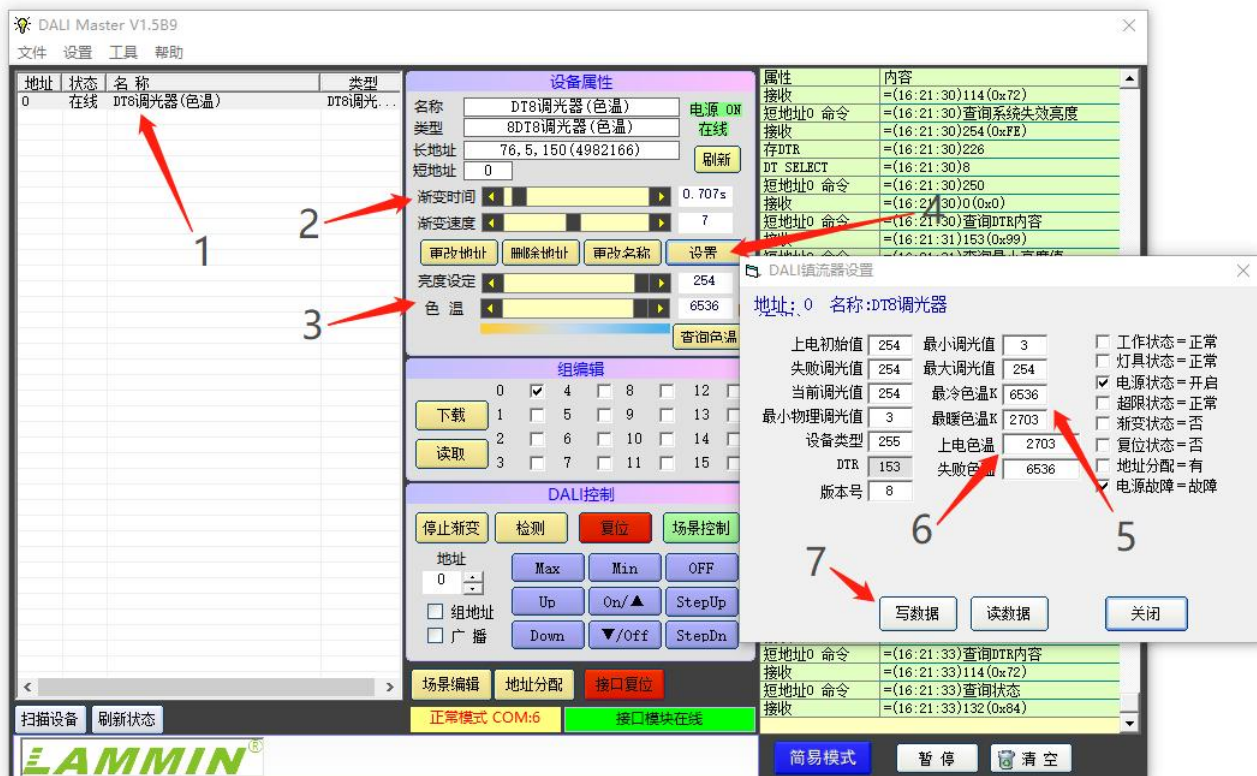 DALI Master V1.5B9
文件 设置 工具 帮助
地址 状态 名 称 类型
0 在线 DT8调光器(色温) DT8调光...
1
扫描设备 刷新状态
LAMMIN®
设备属性
名称 DT8调光器(色温) 电源 ON
类型 8DT8调光器(色温) 在线
长地址 76,5,150(4982166) 刷新
短地址 0
渐变时间 0.707s
2
渐变速度 7
更改地址 删除地址 更改名称 设置
4
亮度设定 254
色 温 6536
3
查询色温
组编辑
0 4 8 12
下载 1 5 9 13
读取 2 6 10 14
3 7 11 15
DALI控制
停止渐变 检测 复位 场景控制
地址
0
Max Min OFF
组地址 Up On/▲ StepUp
广 播 Down ▼/Off StepDn
场景编辑 地址分配 接口复位
正常模式 COM:6 接口模块在线
属性 内容
接收 =(16:21:30)114(0x72)
短地址0 命令 =(16:21:30)查询系统失效亮度
接收 =(16:21:30)254(0xFE)
存DTR =(16:21:30)226
DT SELECT =(16:21:30)8
短地址0 命令 =(16:21:30)250
接收 =(16:21:30)0(0x0)
短地址0 命令 =(16:21:30)查询DTR内容
接收 =(16:21:31)153(0x99)
短地址0 命令 =(16:21:31)查询最小亮度值
DALI镇流器设置
地址: 0 名称:DT8调光器
上电初始值 254 最小调光值 3 工作状态=正常
失败调光值 254 最大调光值 254 灯具状态=正常
当前调光值 254 最冷色温K 6536 电源状态=开启
最小物理调光值 3 最暖色温K 2703 超限状态=正常
渐变状态=否
设备类型 255 上电色温 2703 复位状态=否
DTR 153 失败色 6536 地址分配=有
版本号 8 电源故障=故障
6 5
7
写数据 读数据 关闭
短地址0 命令 =(16:21:33)查询DTR内容
接收 =(16:21:33)114(0x72)
短地址0 命令 =(16:21:33)查询状态
接收 =(16:21:33)132(0x84)
简易模式 暂 停 清 空